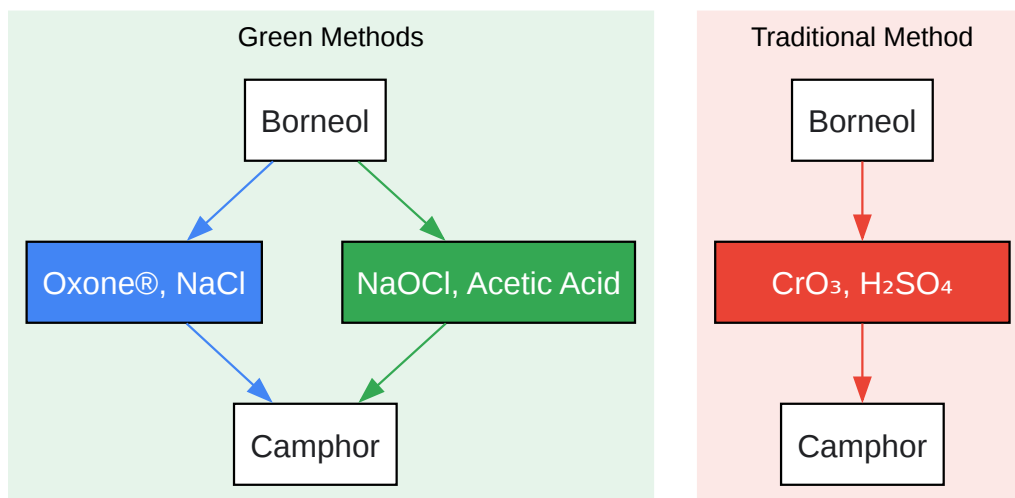 Green Methods
Borneol
Oxone®, NaCl
NaOCl, Acetic Acid
Camphor
Traditional Method
Borneol
CrO₃, H₂SO₄
Camphor